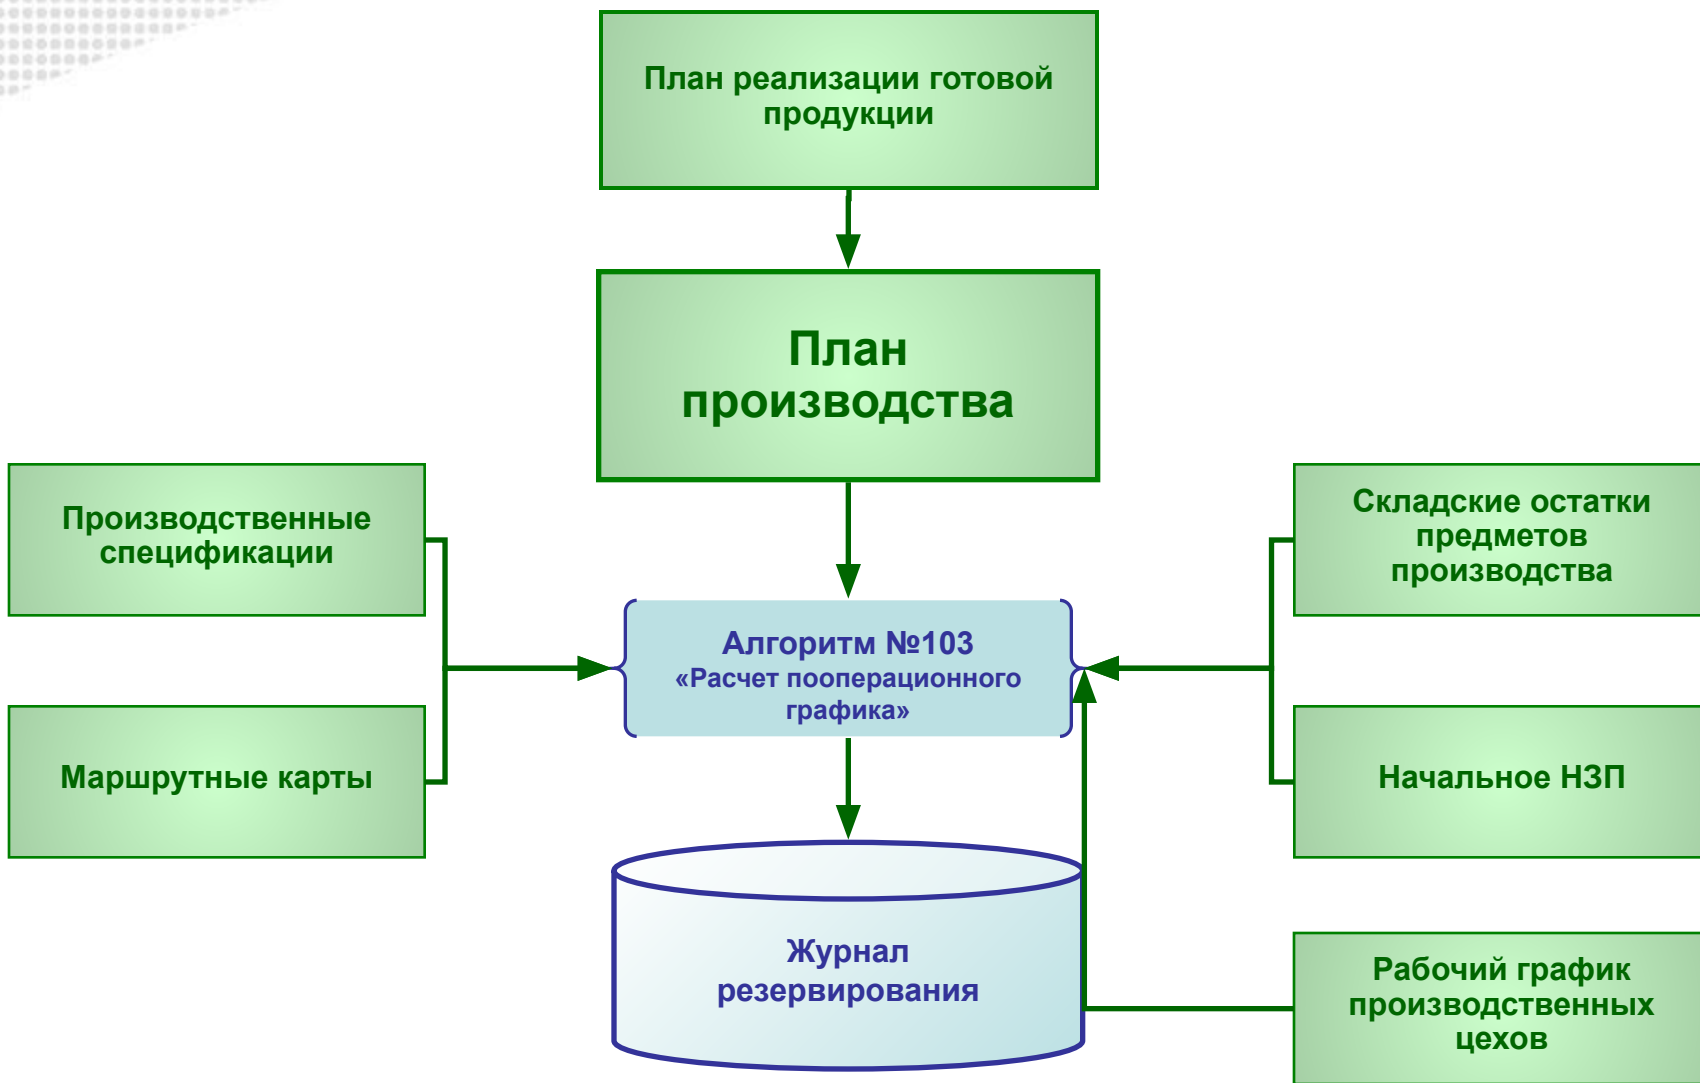 План реализации готовой
продукции
План
производства
Производственные
спецификации
Складские остатки
предметов
производства
Алгоритм №103
«Расчет пооперационного
графика»
Маршрутные карты
Начальное НЗП
Журнал
резервирования
Рабочий график
производственных
цехов